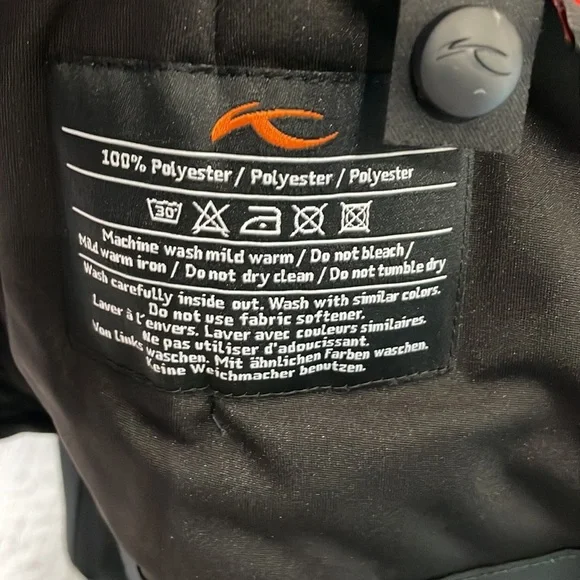 100% Polyester / Polyester / Polyester
30°
Machine wash mild warm / Do not bleach /
Mild warm iron / Do not dry clean / Do not tumble dry
Wash carefully inside out. Wash with similar colors.
Do not use fabric softener.
Laver à l'envers. Laver avec couleurs similaires.
Ne pas utiliser d'adoucissant.
Von Links waschen. Mit ähnlichen Farben waschen.
Keine Weichmacher benutzen.